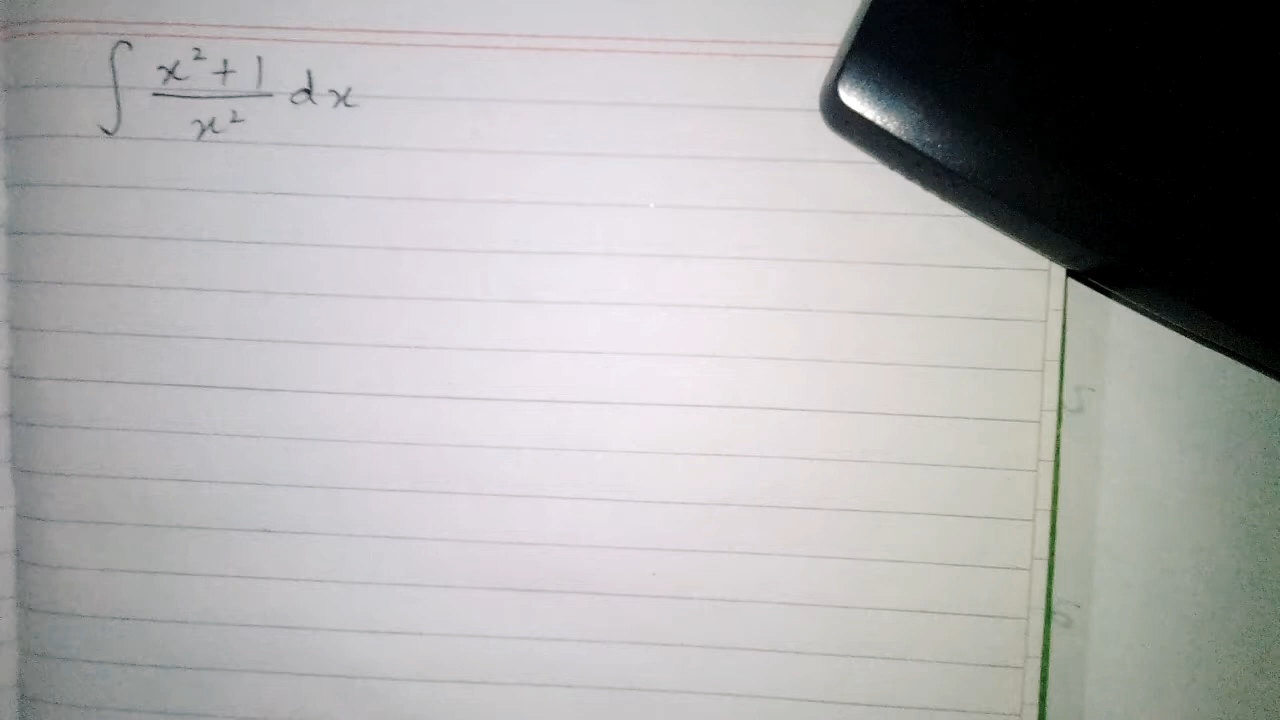 ∫ (x² + 1)/x² dx